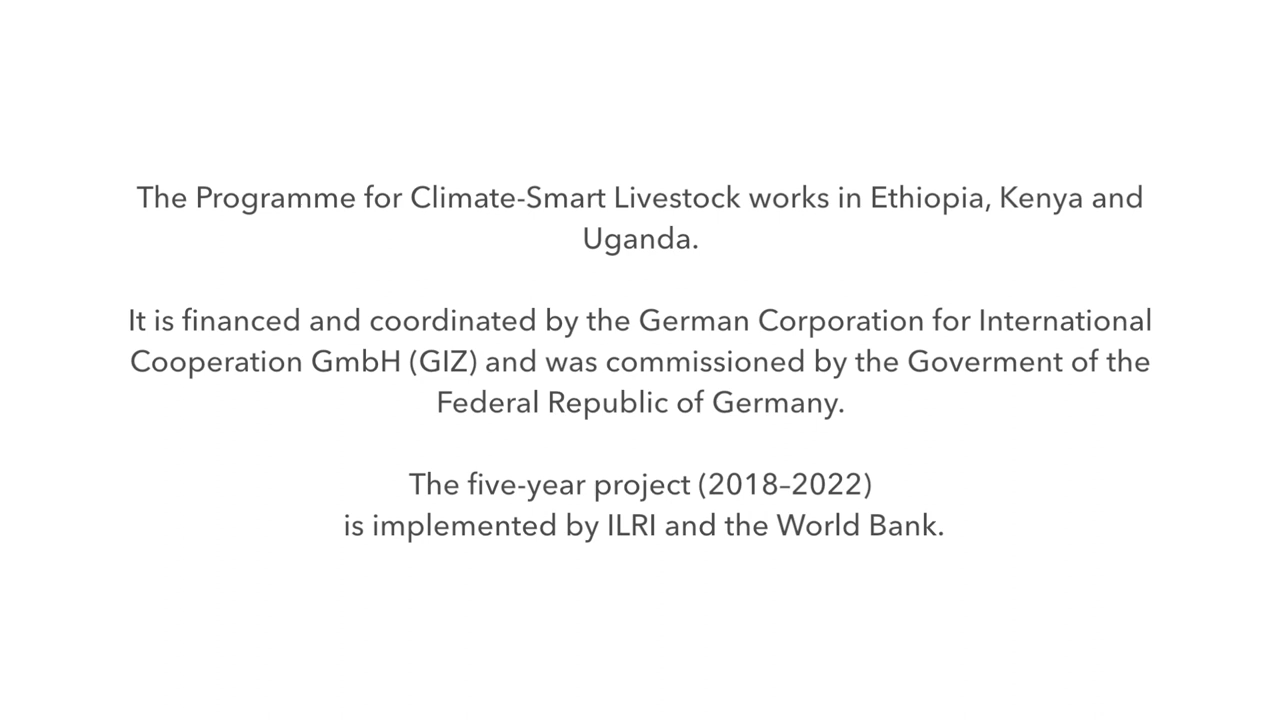 The Programme for Climate-Smart Livestock works in Ethiopia, Kenya and
Uganda.
It is financed and coordinated by the German Corporation for International
Cooperation GmbH (GIZ) and was commissioned by the Goverment of the
Federal Republic of Germany.
The five-year project (2018–2022)
is implemented by ILRI and the World Bank.